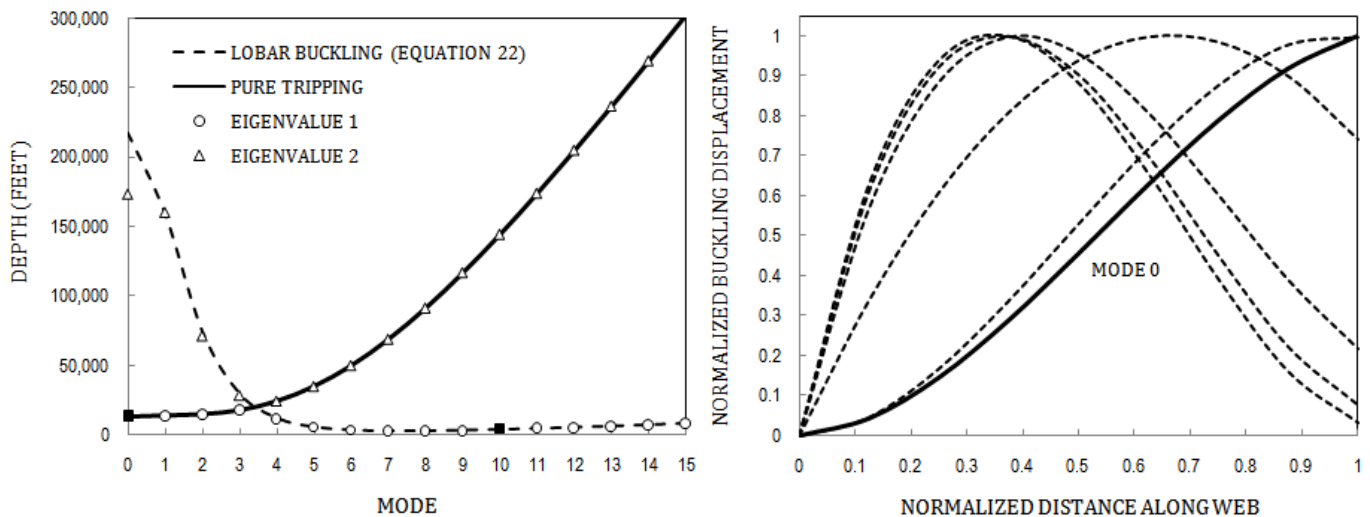 300,000
250,000
200,000
150,000
100,000
50,000
0
DEPTH (FEET)
LOBAR BUCKLING (EQUATION 22)
PURE TRIPPING
EIGENVALUE 1
EIGENVALUE 2
0 1 2 3 4 5 6 7 8 9 10 11 12 13 14 15
MODE
1
0.9
0.8
0.7
0.6
0.5
0.4
0.3
0.2
0.1
0
NORMALIZED BUCKLING DISPLACEMENT
MODE 0
0 0.1 0.2 0.3 0.4 0.5 0.6 0.7 0.8 0.9 1
NORMALIZED DISTANCE ALONG WEB